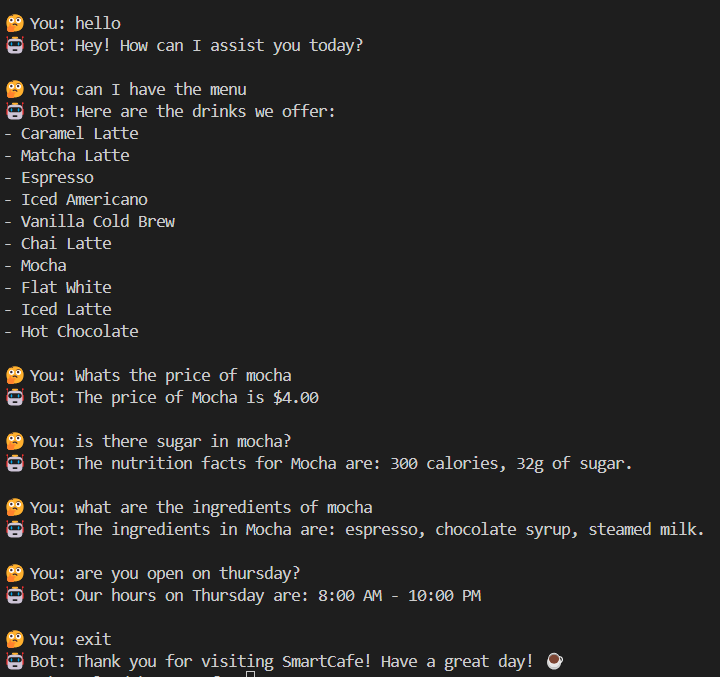 🤔 You: hello
🤖 Bot: Hey! How can I assist you today?
🤔 You: can I have the menu
🤖 Bot: Here are the drinks we offer:
- Caramel Latte
- Matcha Latte
- Espresso
- Iced Americano
- Vanilla Cold Brew
- Chai Latte
- Mocha
- Flat White
- Iced Latte
- Hot Chocolate
🤔 You: Whats the price of mocha
🤖 Bot: The price of Mocha is $4.00
🤔 You: is there sugar in mocha?
🤖 Bot: The nutrition facts for Mocha are: 300 calories, 32g of sugar.
🤔 You: what are the ingredients of mocha
🤖 Bot: The ingredients in Mocha are: espresso, chocolate syrup, steamed milk.
🤔 You: are you open on thursday?
🤖 Bot: Our hours on Thursday are: 8:00 AM - 10:00 PM
🤔 You: exit
🤖 Bot: Thank you for visiting SmartCafe! Have a great day! ☕